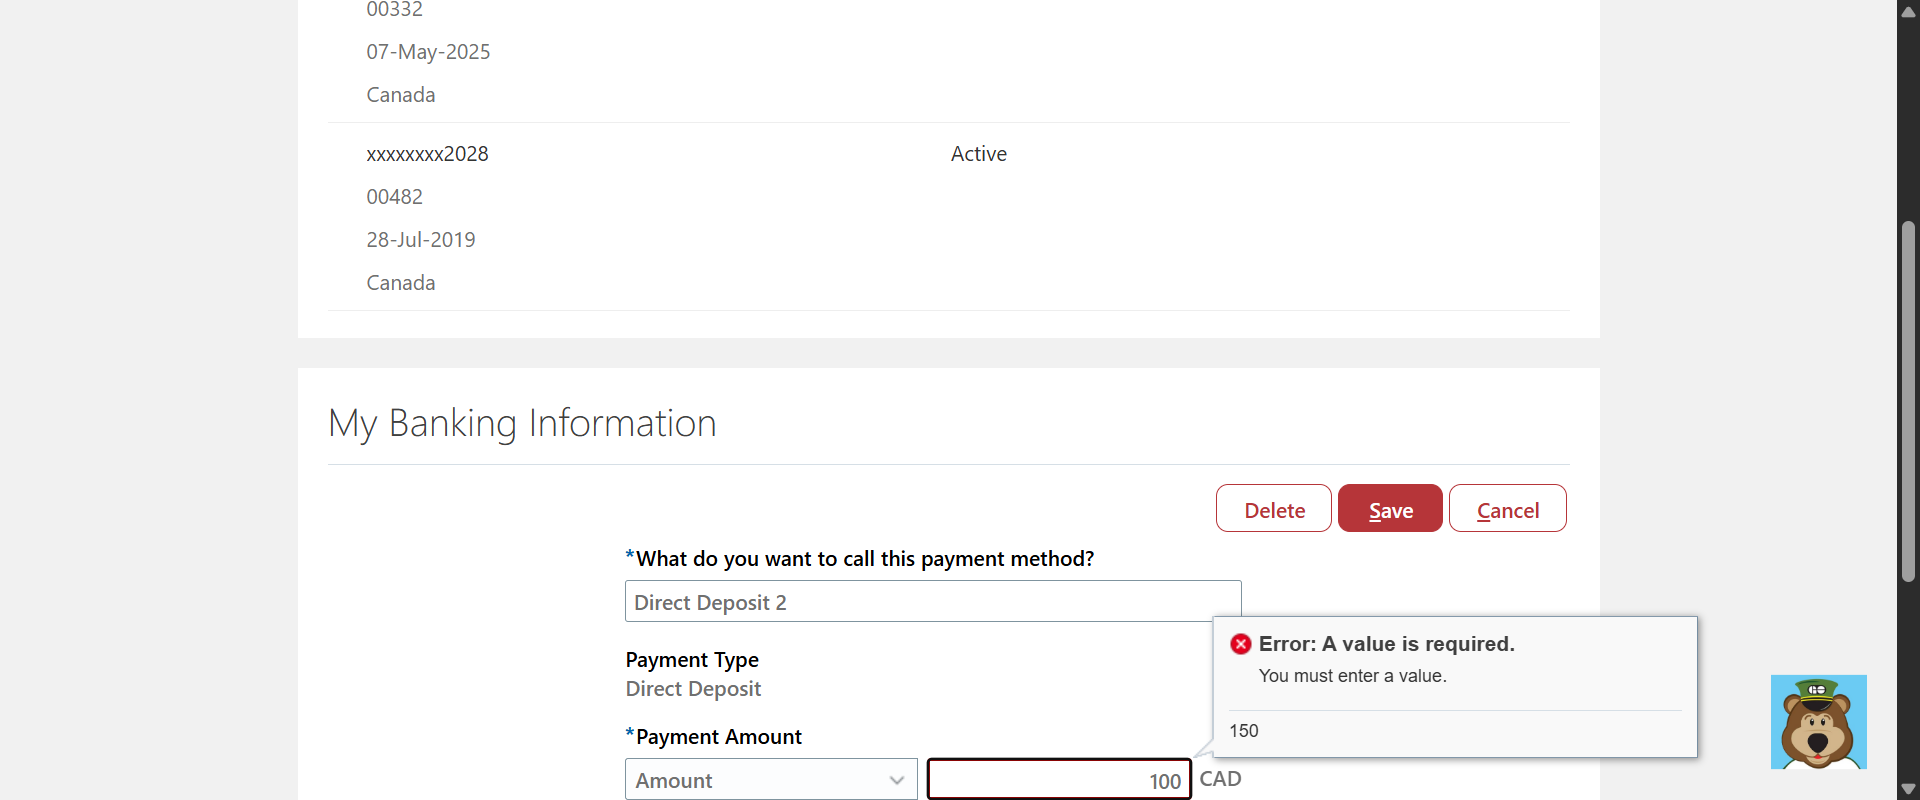 00332
07-May-2025
Canada
xxxxxxxx2028
Active
00482
28-Jul-2019
Canada
My Banking Information
Delete
Save
Cancel
*What do you want to call this payment method?
Direct Deposit 2
Error: A value is required.
You must enter a value.
150
Payment Type
Direct Deposit
*Payment Amount
Amount
100
CAD
GO